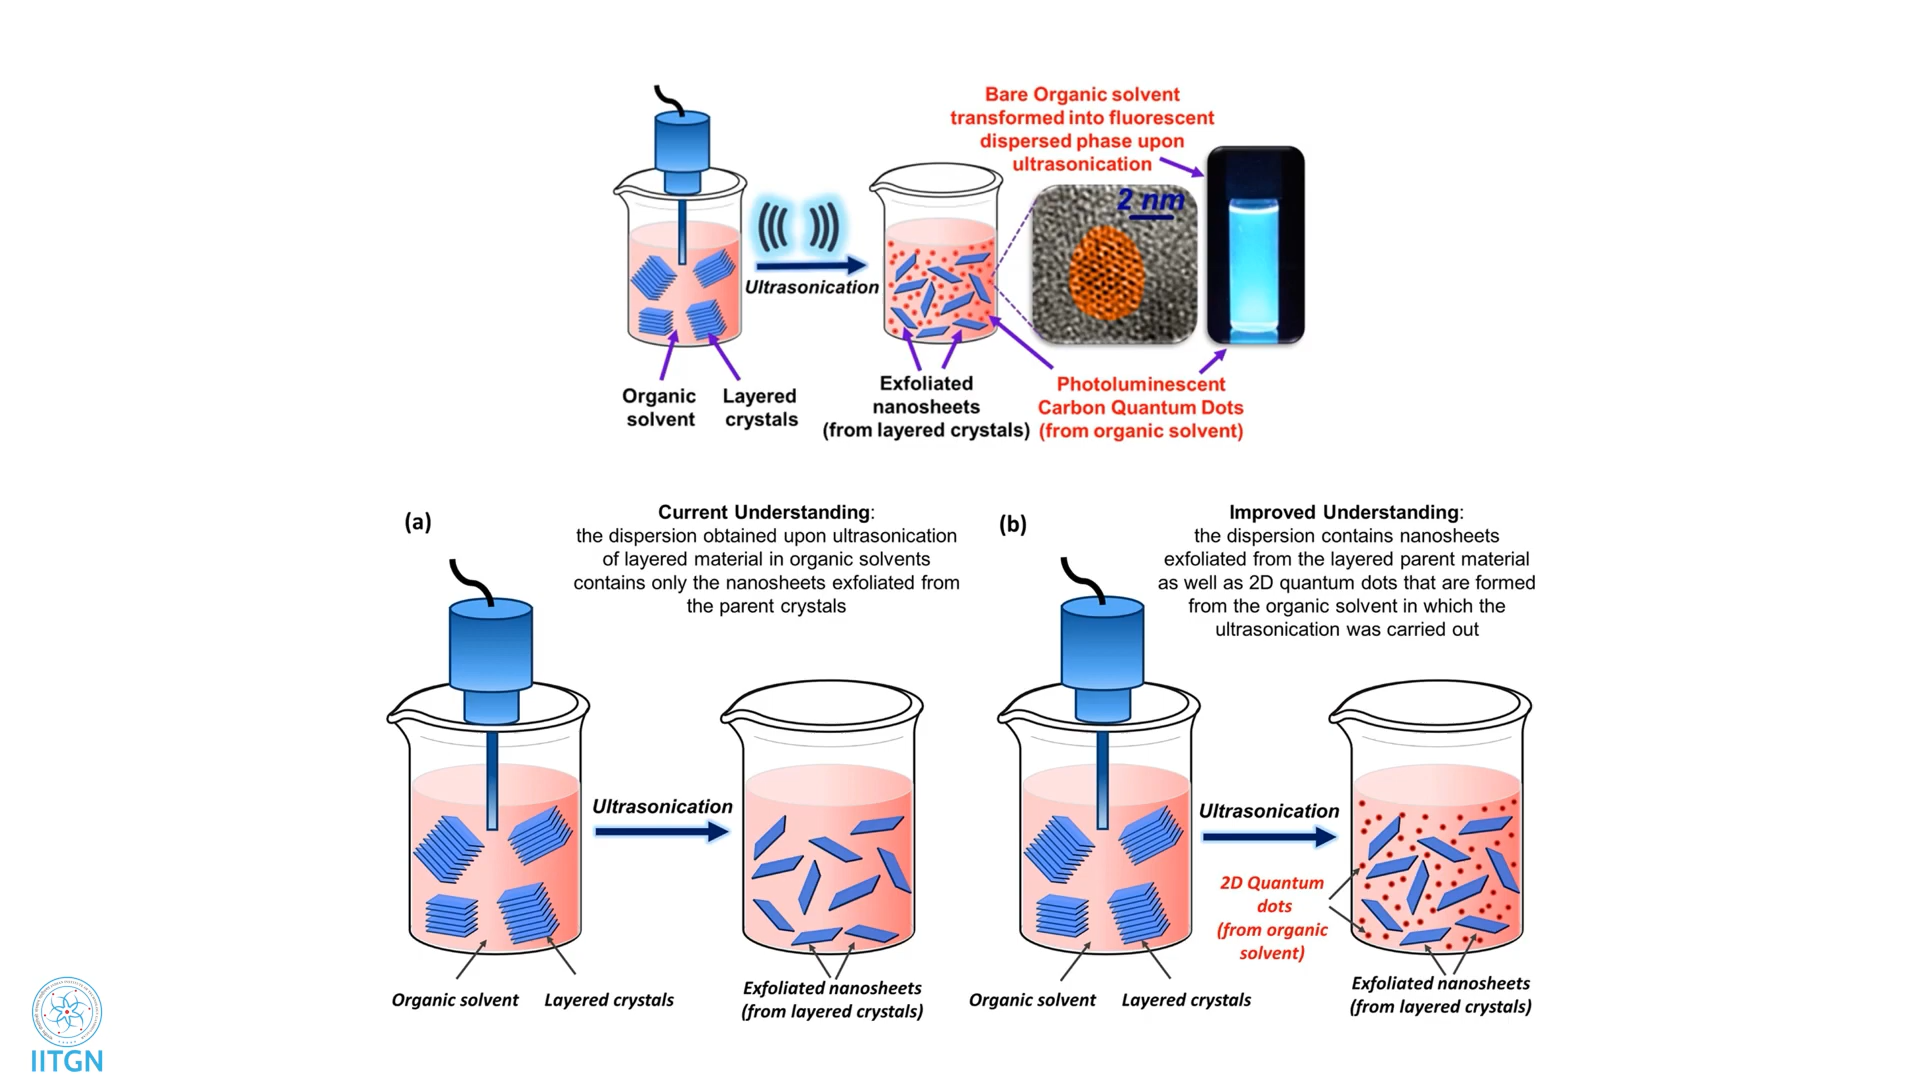 Bare Organic solvent
transformed into fluorescent
dispersed phase upon
ultrasonication
2 nm
Ultrasonication
Organic
solvent
Layered
crystals
Exfoliated
nanosheets
(from layered crystals)
Photoluminescent
Carbon Quantum Dots
(from organic solvent)
(a)
Current Understanding:
the dispersion obtained upon ultrasonication
of layered material in organic solvents
contains only the nanosheets exfoliated from
the parent crystals
Ultrasonication
Organic solvent
Layered crystals
Exfoliated nanosheets
(from layered crystals)
(b)
Improved Understanding:
the dispersion contains nanosheets
exfoliated from the layered parent material
as well as 2D quantum dots that are formed
from the organic solvent in which the
ultrasonication was carried out
Ultrasonication
2D Quantum
dots
(from organic
solvent)
Organic solvent
Layered crystals
Exfoliated nanosheets
(from layered crystals)
IITGN